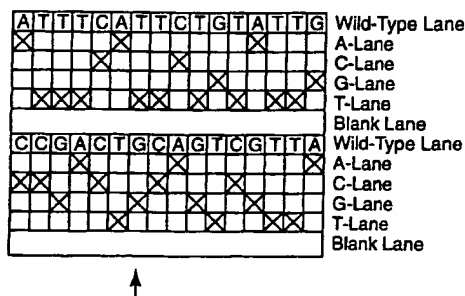 ATTTCATTCTGTATTG Wild-Type Lane
A-Lane
C-Lane
G-Lane
T-Lane
Blank Lane
CCGACTGCAGTCGTTA Wild-Type Lane
A-Lane
C-Lane
G-Lane
T-Lane
Blank Lane